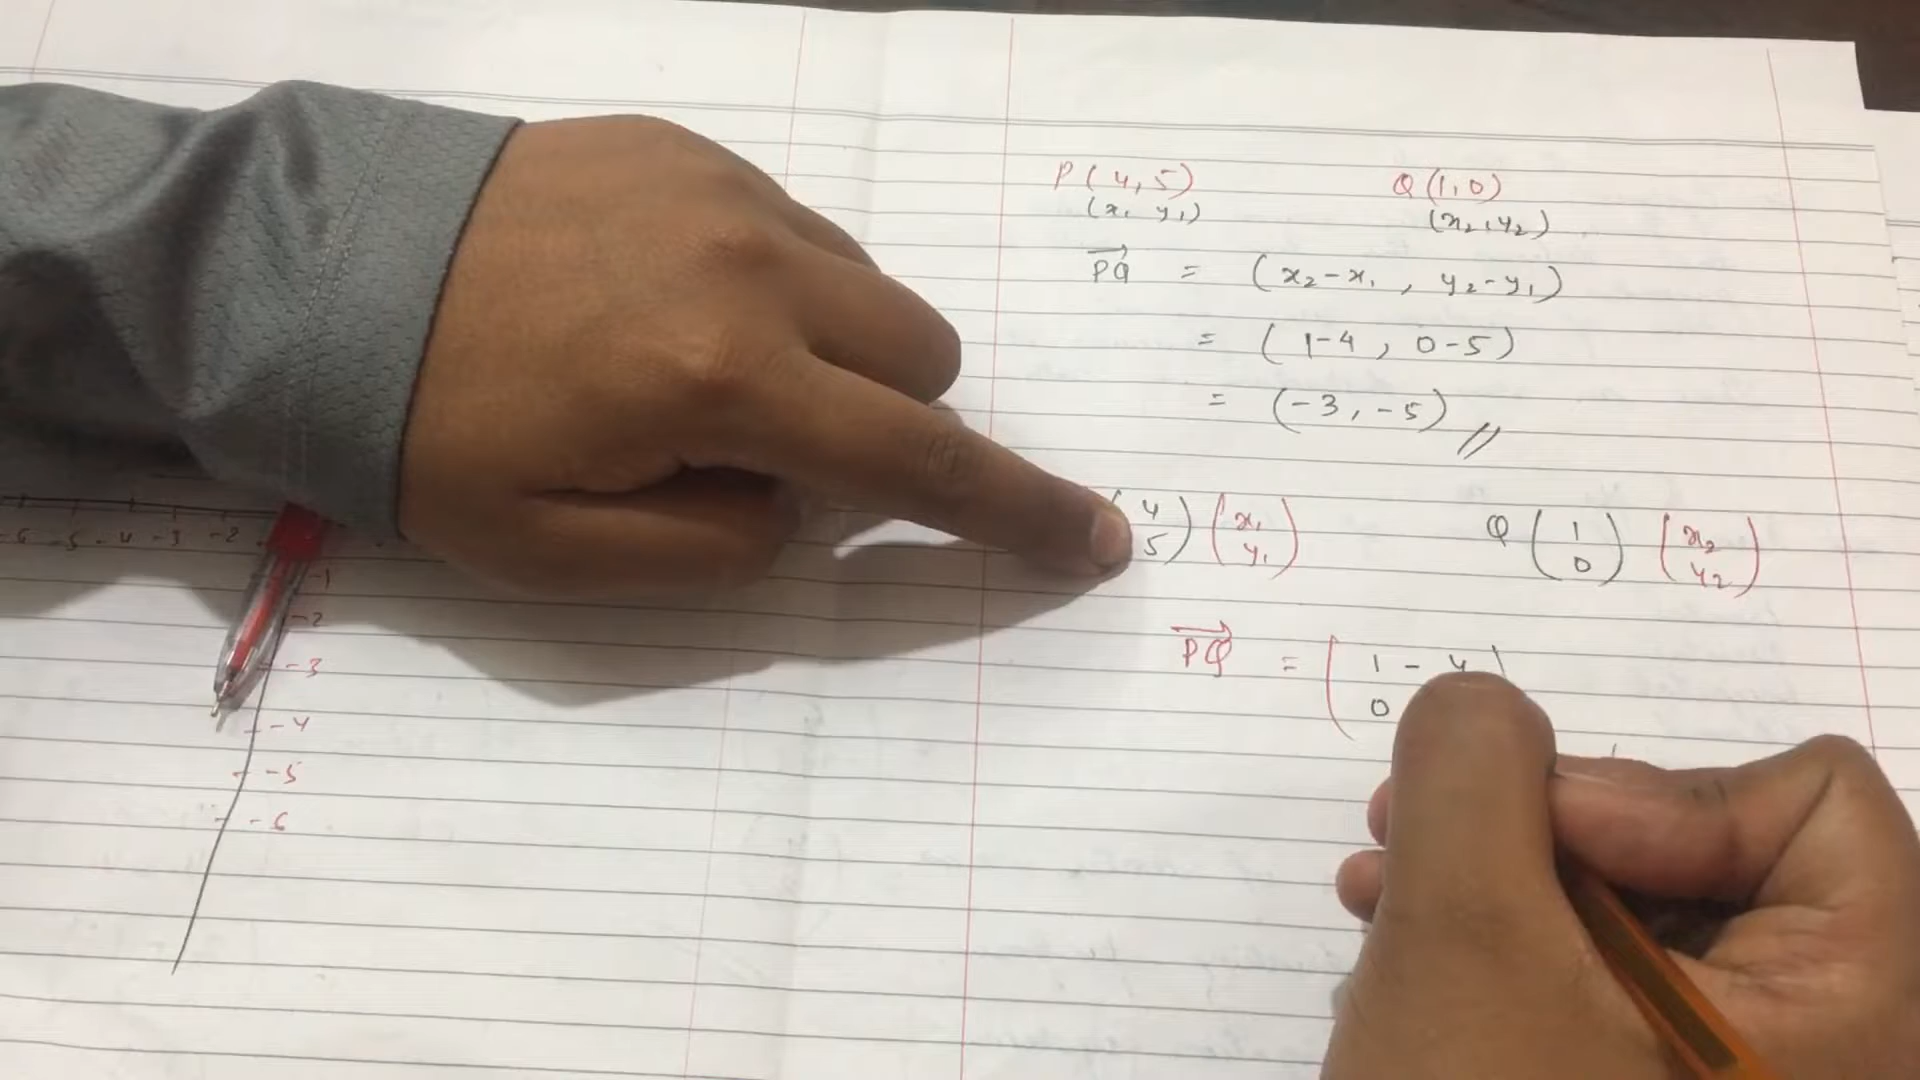 P(4,5) Q(1,0)
(x₁ y₁) (x₂,y₂)
PQ⃗ = (x₂-x₁, y₂-y₁)
= (1-4, 0-5)
= (-3, -5) //
(4 5) (x₁ y₁) Q (1 0) (x₂ y₂)
PQ⃗ = (1 - 4
0
-6 -5 -4 -3 -2
-1
-2
-3
-4
-5
-6